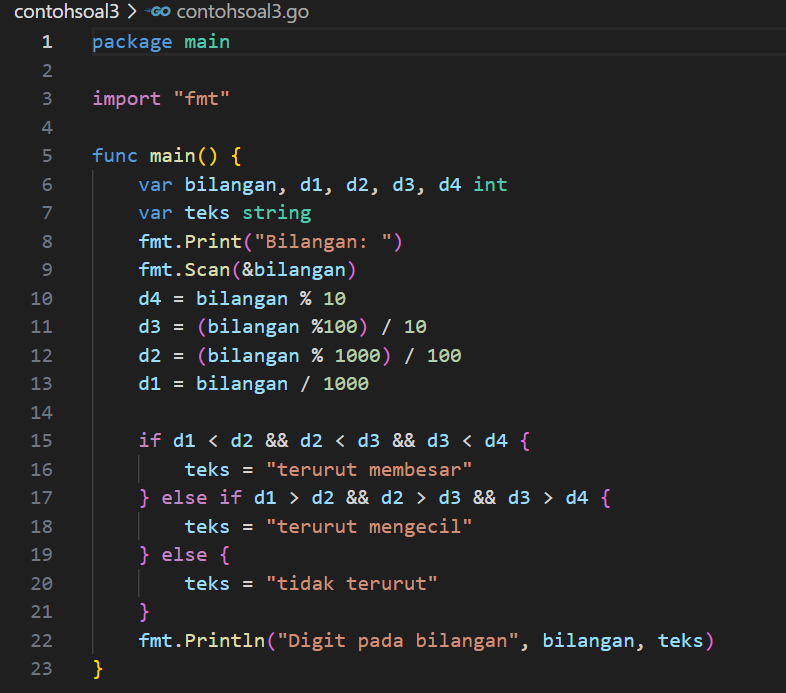 contohsoal3 > GO contohsoal3.go
1 package main
2
3 import "fmt"
4
5 func main() {
6 var bilangan, d1, d2, d3, d4 int
7 var teks string
8 fmt.Print("Bilangan: ")
9 fmt.Scan(&bilangan)
10 d4 = bilangan % 10
11 d3 = (bilangan %100) / 10
12 d2 = (bilangan % 1000) / 100
13 d1 = bilangan / 1000
14
15 if d1 < d2 && d2 < d3 && d3 < d4 {
16 teks = "terurut membesar"
17 } else if d1 > d2 && d2 > d3 && d3 > d4 {
18 teks = "terurut mengecil"
19 } else {
20 teks = "tidak terurut"
21 }
22 fmt.Println("Digit pada bilangan", bilangan, teks)
23 }